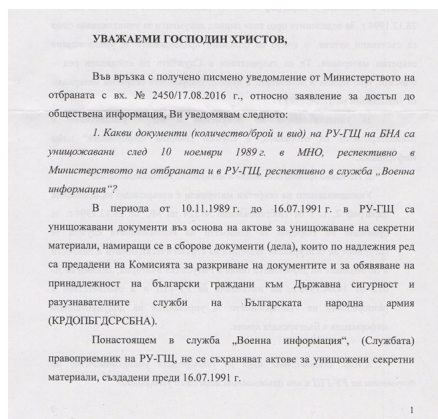 УВАЖАЕМИ ГОСПОДИН ХРИСТОВ,
Във връзка с получено писмено уведомление от Министерството на
отбраната с вх. № 2450/17.08.2016 г., относно заявление за достъп до
обществена информация, Ви уведомявам следното:
1. Какви документи (количество/брой и вид) на РУ-ГЩ на БНА са
унищожавани след 10 ноември 1989 г. в МНО, респективно в
Министерството на отбраната и в РУ-ГЩ, респективно в служба „Военна
информация“?
В периода от 10.11.1989 г. до 16.07.1991 г. в РУ-ГЩ са
унищожавани документи въз основа на актове за унищожаване на секретни
материали, намиращи се в сборове документи (дела), които по надлежния ред
са предадени на Комисията за разкриване на документите и за обявяване на
принадлежност на български граждани към Държавна сигурност и
разузнавателните служби на Българската народна армия
(КРДОПБГДСРСБНА).
Понастоящем в служба „Военна информация“, (Службата)
правоприемник на РУ-ГЩ, не се съхраняват актове за унищожени секретни
материали, създадени преди 16.07.1991 г.
1